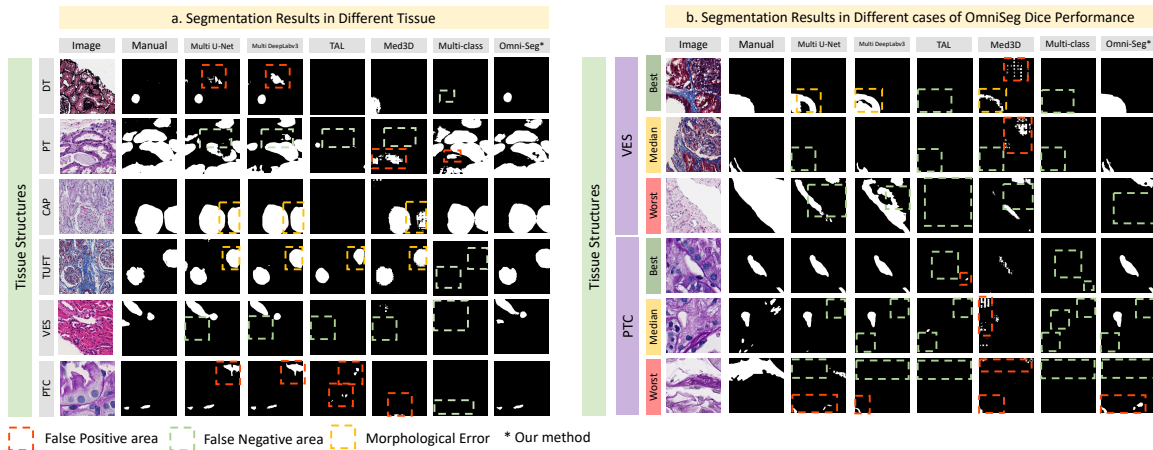 a. Segmentation Results in Different Tissue
Image Manual Multi U-Net Multi DeepLabv3 TAL Med3D Multi-class Omni-Seg*
Tissue Structures
DT
PT
CAP
TUFT
VES
PTC
b. Segmentation Results in Different cases of OmniSeg Dice Performance
Image Manual Multi U-Net Multi DeepLabv3 TAL Med3D Multi-class Omni-Seg*
Tissue Structures
VES
Best
Median
Worst
PTC
Best
Median
Worst
False Positive area False Negative area Morphological Error * Our method